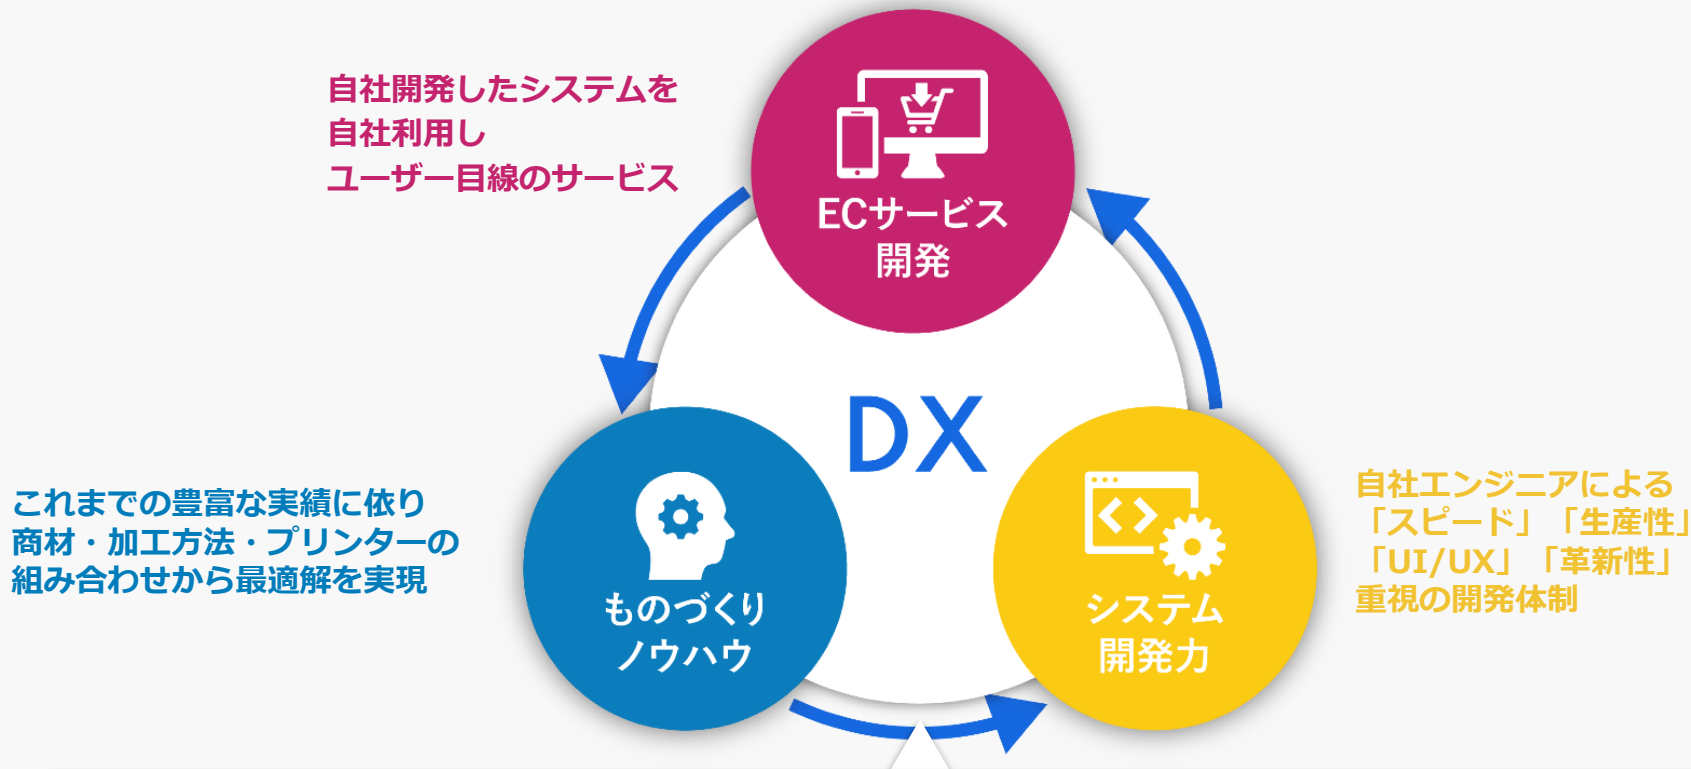 自社開発したシステムを
自社利用し
ユーザー目線のサービス
ECサービス
開発
DX
これまでの豊富な実績に依り
商材・加工方法・プリンターの
組み合わせから最適解を実現
ものづくり
ノウハウ
システム
開発力
自社エンジニアによる
「スピード」「生産性」
「UI/UX」「革新性」
重視の開発体制